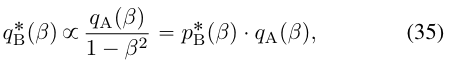 q*_B(β) ∝ q_A(β) / (1 − β²) = p*_B(β) · q_A(β), (35)